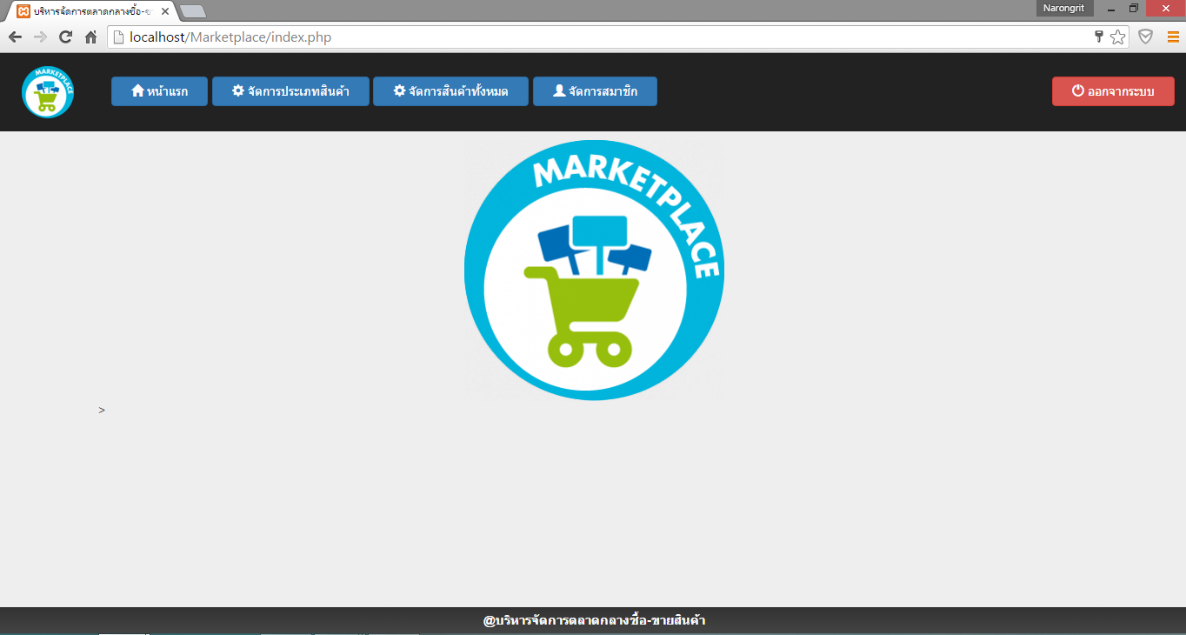 บริหารจัดการตลาดกลางซื้อ-ข
Narongrit
localhost/Marketplace/index.php
MARKETPLACE
หน้าแรก
จัดการประเภทสินค้า
จัดการสินค้าทั้งหมด
จัดการสมาชิก
ออกจากระบบ
MARKETPLACE
>
@บริหารจัดการตลาดกลางซื้อ-ขายสินค้า